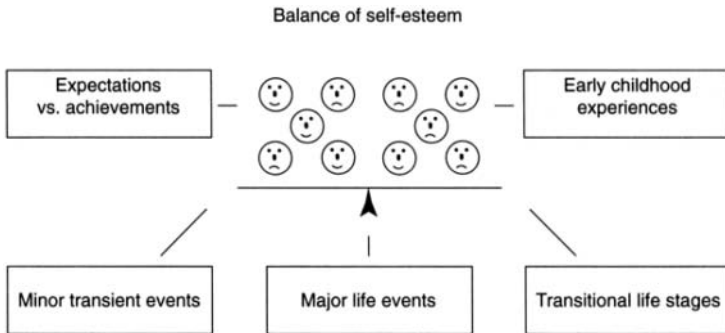 Balance of self-esteem
Expectations
vs. achievements
Early childhood
experiences
Minor transient events
Major life events
Transitional life stages